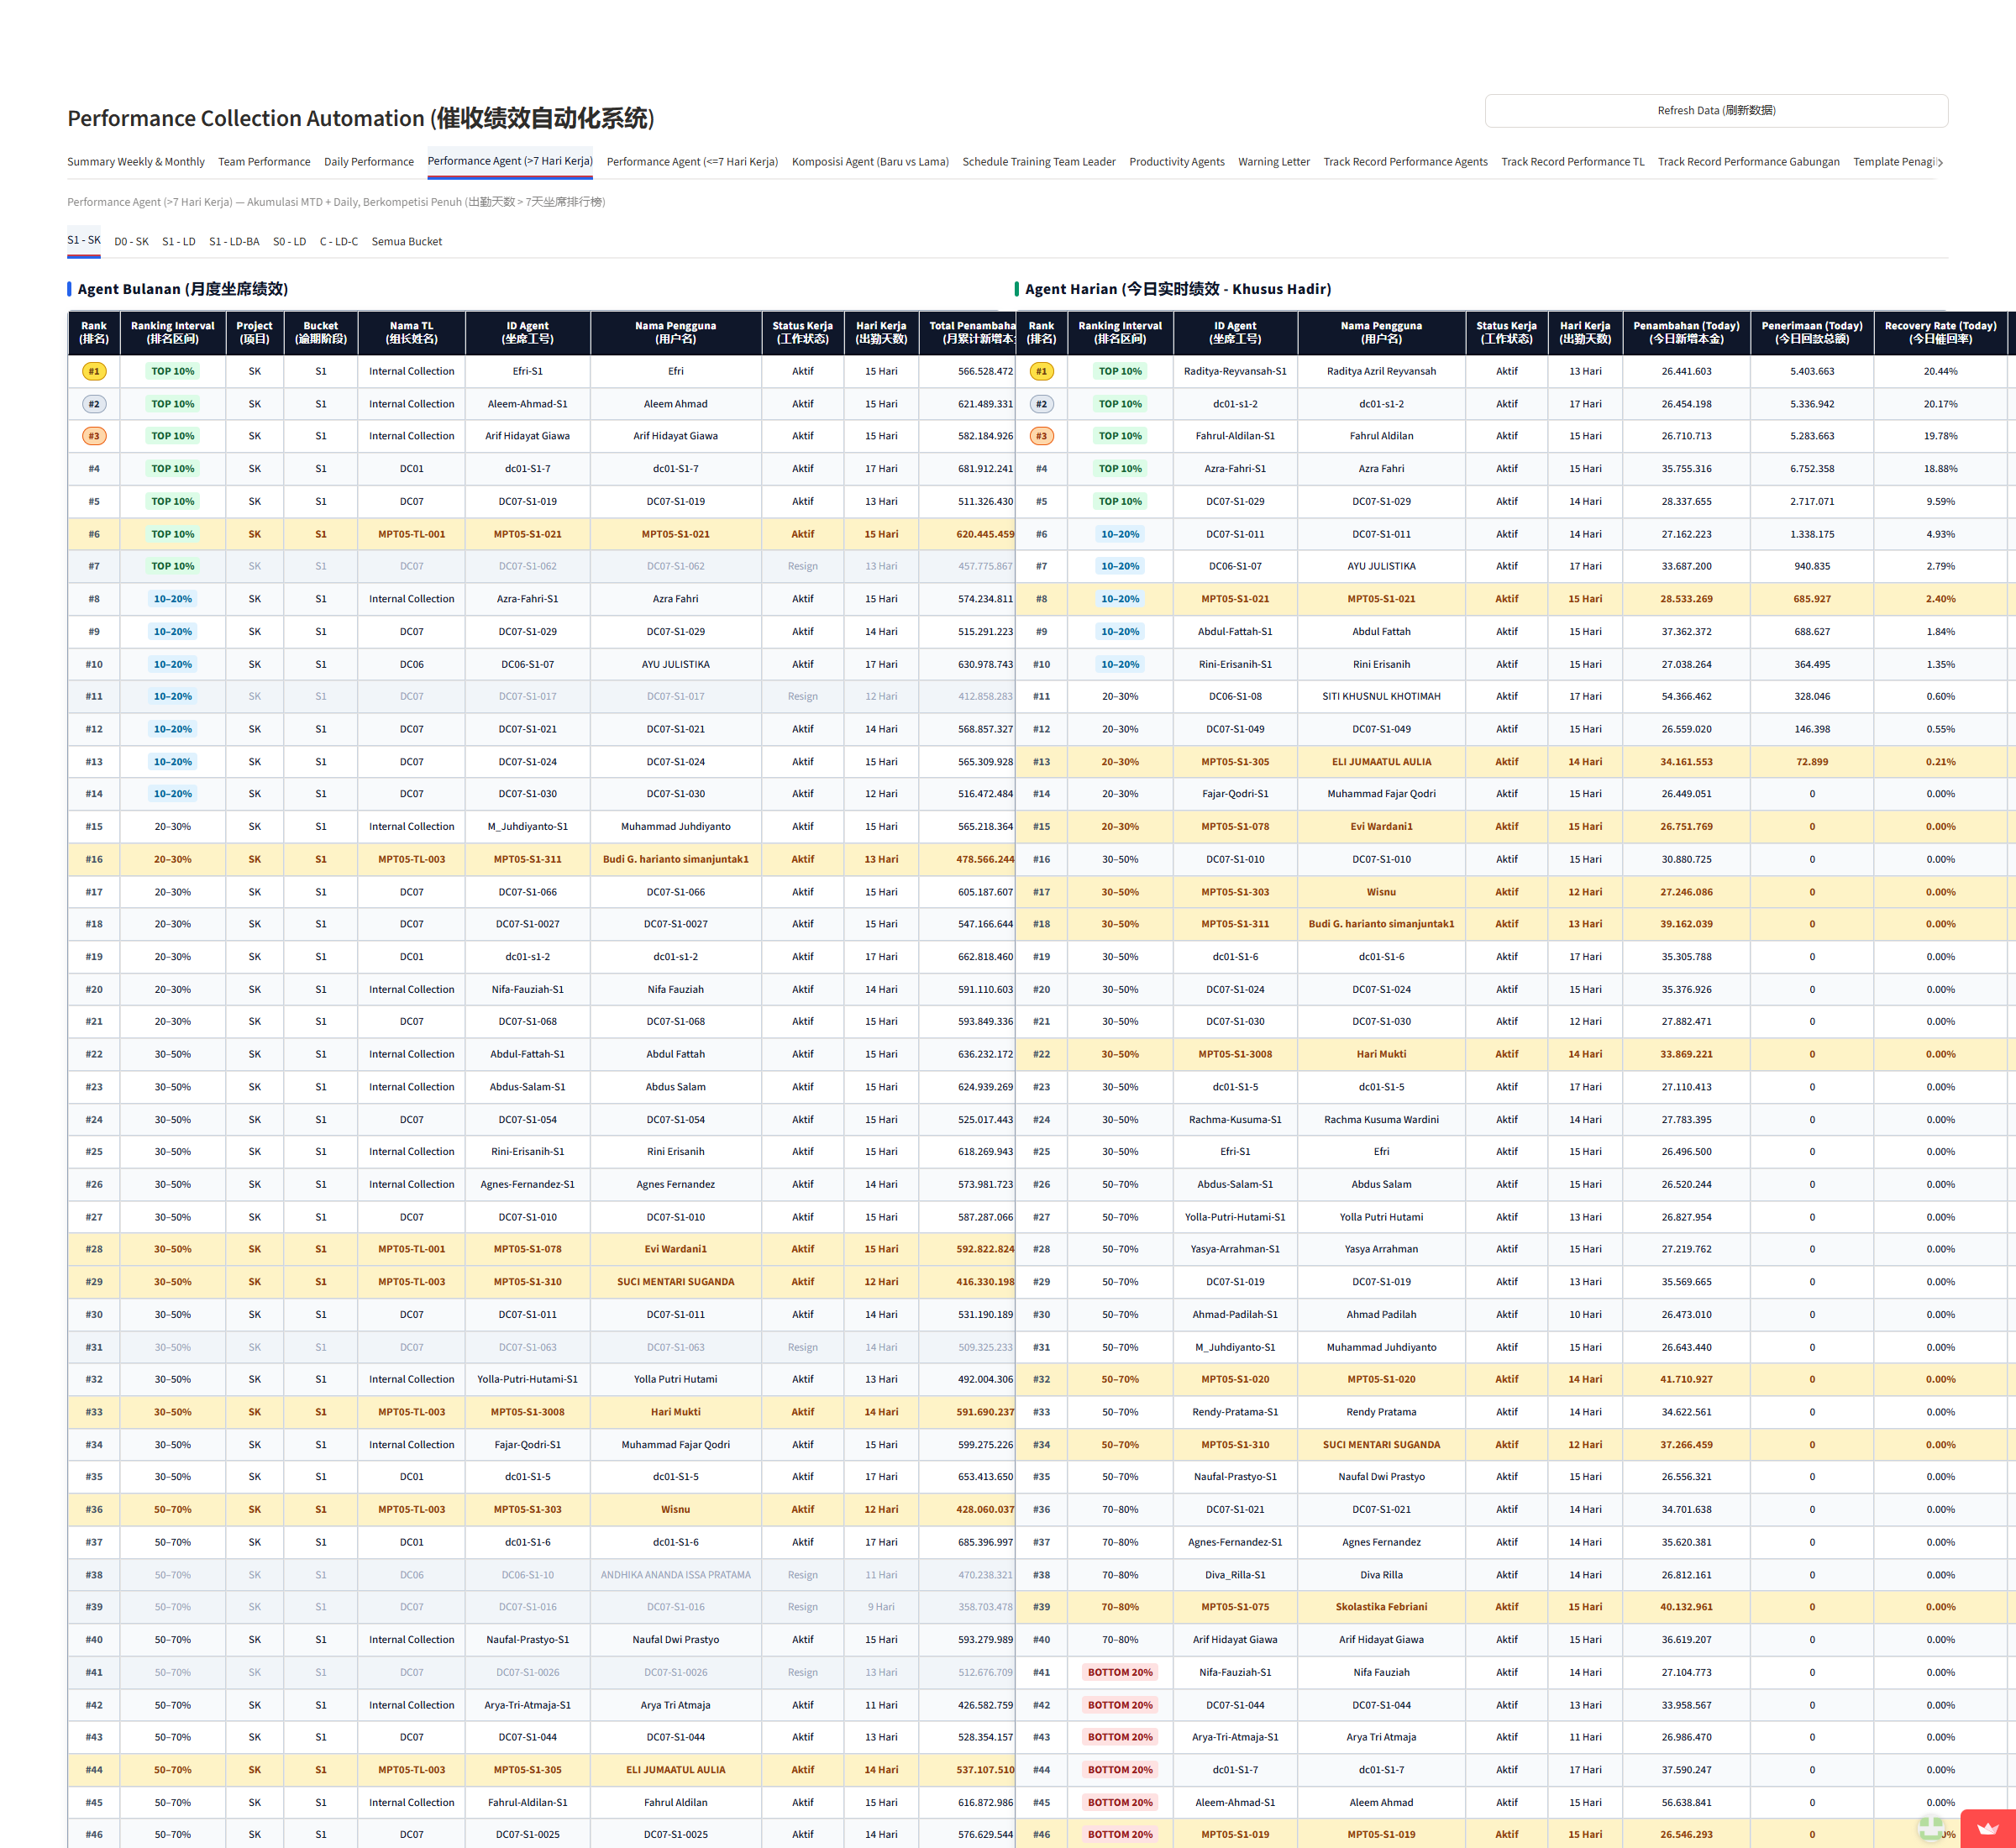 Performance Collection Automation (催收绩效自动化系统)
Refresh Data (刷新数据)
Summary Weekly & Monthly Team Performance Daily Performance Performance Agent (>7 Hari Kerja) Performance Agent (<=7 Hari Kerja) Komposisi Agent (Baru vs Lama) Schedule Training Team Leader Productivity Agents Warning Letter Track Record Performance Agents Track Record Performance TL Track Record Performance Gabungan Template Penagi
Performance Agent (>7 Hari Kerja) — Akumulasi MTD + Daily, Berkompetisi Penuh (出勤天数 > 7天坐席排行榜)
S1 - SK D0 - SK S1 - LD S1 - LD-BA S0 - LD C - LD-C Semua Bucket
Agent Bulanan (月度坐席绩效)
Rank Ranking Interval Project Bucket Nama TL ID Agent Nama Pengguna Status Kerja Hari Kerja Total Penambaha
(排名) (排名区间) (项目) (逾期阶段) (组长姓名) (坐席工号) (用户名) (工作状态) (出勤天数) (月累计新增本
#1 TOP 10% SK S1 Internal Collection Efri-S1 Efri Aktif 15 Hari 566.528.472
#2 TOP 10% SK S1 Internal Collection Aleem-Ahmad-S1 Aleem Ahmad Aktif 15 Hari 621.489.331
#3 TOP 10% SK S1 Internal Collection Arif Hidayat Giawa Arif Hidayat Giawa Aktif 15 Hari 582.184.926
#4 TOP 10% SK S1 DC01 dc01-S1-7 dc01-S1-7 Aktif 17 Hari 681.912.241
#5 TOP 10% SK S1 DC07 DC07-S1-019 DC07-S1-019 Aktif 13 Hari 511.326.430
#6 TOP 10% SK S1 MPT05-TL-001 MPT05-S1-021 MPT05-S1-021 Aktif 15 Hari 620.445.459
#7 TOP 10% SK S1 DC07 DC07-S1-062 DC07-S1-062 Resign 13 Hari 457.775.867
#8 10–20% SK S1 Internal Collection Azra-Fahri-S1 Azra Fahri Aktif 15 Hari 574.234.811
#9 10–20% SK S1 DC07 DC07-S1-029 DC07-S1-029 Aktif 14 Hari 515.291.223
#10 10–20% SK S1 DC06 DC06-S1-07 AYU JULISTIKA Aktif 17 Hari 630.978.743
#11 10–20% SK S1 DC07 DC07-S1-017 DC07-S1-017 Resign 12 Hari 412.858.283
#12 10–20% SK S1 DC07 DC07-S1-021 DC07-S1-021 Aktif 14 Hari 568.857.327
#13 10–20% SK S1 DC07 DC07-S1-024 DC07-S1-024 Aktif 15 Hari 565.309.928
#14 10–20% SK S1 DC07 DC07-S1-030 DC07-S1-030 Aktif 12 Hari 516.472.484
#15 20–30% SK S1 Internal Collection M_Juhdiyanto-S1 Muhammad Juhdiyanto Aktif 15 Hari 565.218.364
#16 20–30% SK S1 MPT05-TL-003 MPT05-S1-311 Budi G. harianto simanjuntak1 Aktif 13 Hari 478.566.244
#17 20–30% SK S1 DC07 DC07-S1-066 DC07-S1-066 Aktif 15 Hari 605.187.607
#18 20–30% SK S1 DC07 DC07-S1-0027 DC07-S1-0027 Aktif 15 Hari 547.166.644
#19 20–30% SK S1 DC01 dc01-s1-2 dc01-s1-2 Aktif 17 Hari 662.818.460
#20 20–30% SK S1 Internal Collection Nifa-Fauziah-S1 Nifa Fauziah Aktif 14 Hari 591.110.603
#21 20–30% SK S1 DC07 DC07-S1-068 DC07-S1-068 Aktif 15 Hari 593.849.336
#22 30–50% SK S1 Internal Collection Abdul-Fattah-S1 Abdul Fattah Aktif 15 Hari 636.232.172
#23 30–50% SK S1 Internal Collection Abdus-Salam-S1 Abdus Salam Aktif 15 Hari 624.939.269
#24 30–50% SK S1 DC07 DC07-S1-054 DC07-S1-054 Aktif 15 Hari 525.017.443
#25 30–50% SK S1 Internal Collection Rini-Erisanih-S1 Rini Erisanih Aktif 15 Hari 618.269.943
#26 30–50% SK S1 Internal Collection Agnes-Fernandez-S1 Agnes Fernandez Aktif 14 Hari 573.981.723
#27 30–50% SK S1 DC07 DC07-S1-010 DC07-S1-010 Aktif 15 Hari 587.287.066
#28 30–50% SK S1 MPT05-TL-001 MPT05-S1-078 Evi Wardani1 Aktif 15 Hari 592.822.824
#29 30–50% SK S1 MPT05-TL-003 MPT05-S1-310 SUCI MENTARI SUGANDA Aktif 12 Hari 416.330.198
#30 30–50% SK S1 DC07 DC07-S1-011 DC07-S1-011 Aktif 14 Hari 531.190.189
#31 30–50% SK S1 DC07 DC07-S1-063 DC07-S1-063 Resign 14 Hari 509.325.233
#32 30–50% SK S1 Internal Collection Yolla-Putri-Hutami-S1 Yolla Putri Hutami Aktif 13 Hari 492.004.306
#33 30–50% SK S1 MPT05-TL-003 MPT05-S1-3008 Hari Mukti Aktif 14 Hari 591.690.237
#34 30–50% SK S1 Internal Collection Fajar-Qodri-S1 Muhammad Fajar Qodri Aktif 15 Hari 599.275.226
#35 30–50% SK S1 DC01 dc01-S1-5 dc01-S1-5 Aktif 17 Hari 653.413.650
#36 50–70% SK S1 MPT05-TL-003 MPT05-S1-303 Wisnu Aktif 12 Hari 428.060.037
#37 50–70% SK S1 DC01 dc01-S1-6 dc01-S1-6 Aktif 17 Hari 685.396.997
#38 50–70% SK S1 DC06 DC06-S1-10 ANDHIKA ANANDA ISSA PRATAMA Resign 11 Hari 470.238.321
#39 50–70% SK S1 DC07 DC07-S1-016 DC07-S1-016 Resign 9 Hari 358.703.478
#40 50–70% SK S1 Internal Collection Naufal-Prastyo-S1 Naufal Dwi Prastyo Aktif 15 Hari 593.279.989
#41 50–70% SK S1 DC07 DC07-S1-0026 DC07-S1-0026 Resign 13 Hari 512.676.709
#42 50–70% SK S1 Internal Collection Arya-Tri-Atmaja-S1 Arya Tri Atmaja Aktif 11 Hari 426.582.759
#43 50–70% SK S1 DC07 DC07-S1-044 DC07-S1-044 Aktif 13 Hari 528.354.157
#44 50–70% SK S1 MPT05-TL-003 MPT05-S1-305 ELI JUMAATUL AULIA Aktif 14 Hari 537.107.510
#45 50–70% SK S1 Internal Collection Fahrul-Aldilan-S1 Fahrul Aldilan Aktif 15 Hari 616.872.986
#46 50–70% SK S1 DC07 DC07-S1-0025 DC07-S1-0025 Aktif 14 Hari 576.629.544
Agent Harian (今日实时绩效 - Khusus Hadir)
Rank Ranking Interval ID Agent Nama Pengguna Status Kerja Hari Kerja Penambahan (Today) Penerimaan (Today) Recovery Rate (Today)
(排名) (排名区间) (坐席工号) (用户名) (工作状态) (出勤天数) (今日新增本金) (今日回款总额) (今日催回率)
#1 TOP 10% Raditya-Reyvansah-S1 Raditya Azril Reyvansah Aktif 13 Hari 26.441.603 5.403.663 20.44%
#2 TOP 10% dc01-s1-2 dc01-s1-2 Aktif 17 Hari 26.454.198 5.336.942 20.17%
#3 TOP 10% Fahrul-Aldilan-S1 Fahrul Aldilan Aktif 15 Hari 26.710.713 5.283.663 19.78%
#4 TOP 10% Azra-Fahri-S1 Azra Fahri Aktif 15 Hari 35.755.316 6.752.358 18.88%
#5 TOP 10% DC07-S1-029 DC07-S1-029 Aktif 14 Hari 28.337.655 2.717.071 9.59%
#6 10–20% DC07-S1-011 DC07-S1-011 Aktif 14 Hari 27.162.223 1.338.175 4.93%
#7 10–20% DC06-S1-07 AYU JULISTIKA Aktif 17 Hari 33.687.200 940.835 2.79%
#8 10–20% MPT05-S1-021 MPT05-S1-021 Aktif 15 Hari 28.533.269 685.927 2.40%
#9 10–20% Abdul-Fattah-S1 Abdul Fattah Aktif 15 Hari 37.362.372 688.627 1.84%
#10 10–20% Rini-Erisanih-S1 Rini Erisanih Aktif 15 Hari 27.038.264 364.495 1.35%
#11 20–30% DC06-S1-08 SITI KHUSNUL KHOTIMAH Aktif 17 Hari 54.366.462 328.046 0.60%
#12 20–30% DC07-S1-049 DC07-S1-049 Aktif 15 Hari 26.559.020 146.398 0.55%
#13 20–30% MPT05-S1-305 ELI JUMAATUL AULIA Aktif 14 Hari 34.161.553 72.899 0.21%
#14 20–30% Fajar-Qodri-S1 Muhammad Fajar Qodri Aktif 15 Hari 26.449.051 0 0.00%
#15 20–30% MPT05-S1-078 Evi Wardani1 Aktif 15 Hari 26.751.769 0 0.00%
#16 30–50% DC07-S1-010 DC07-S1-010 Aktif 15 Hari 30.880.725 0 0.00%
#17 30–50% MPT05-S1-303 Wisnu Aktif 12 Hari 27.246.086 0 0.00%
#18 30–50% MPT05-S1-311 Budi G. harianto simanjuntak1 Aktif 13 Hari 39.162.039 0 0.00%
#19 30–50% dc01-S1-6 dc01-S1-6 Aktif 17 Hari 35.305.788 0 0.00%
#20 30–50% DC07-S1-024 DC07-S1-024 Aktif 15 Hari 35.376.926 0 0.00%
#21 30–50% DC07-S1-030 DC07-S1-030 Aktif 12 Hari 27.882.471 0 0.00%
#22 30–50% MPT05-S1-3008 Hari Mukti Aktif 14 Hari 33.869.221 0 0.00%
#23 30–50% dc01-S1-5 dc01-S1-5 Aktif 17 Hari 27.110.413 0 0.00%
#24 30–50% Rachma-Kusuma-S1 Rachma Kusuma Wardini Aktif 14 Hari 27.783.395 0 0.00%
#25 30–50% Efri-S1 Efri Aktif 15 Hari 26.496.500 0 0.00%
#26 50–70% Abdus-Salam-S1 Abdus Salam Aktif 15 Hari 26.520.244 0 0.00%
#27 50–70% Yolla-Putri-Hutami-S1 Yolla Putri Hutami Aktif 13 Hari 26.827.954 0 0.00%
#28 50–70% Yasya-Arrahman-S1 Yasya Arrahman Aktif 15 Hari 27.219.762 0 0.00%
#29 50–70% DC07-S1-019 DC07-S1-019 Aktif 13 Hari 35.569.665 0 0.00%
#30 50–70% Ahmad-Padilah-S1 Ahmad Padilah Aktif 10 Hari 26.473.010 0 0.00%
#31 50–70% M_Juhdiyanto-S1 Muhammad Juhdiyanto Aktif 15 Hari 26.643.440 0 0.00%
#32 50–70% MPT05-S1-020 MPT05-S1-020 Aktif 14 Hari 41.710.927 0 0.00%
#33 50–70% Rendy-Pratama-S1 Rendy Pratama Aktif 14 Hari 34.622.561 0 0.00%
#34 50–70% MPT05-S1-310 SUCI MENTARI SUGANDA Aktif 12 Hari 37.266.459 0 0.00%
#35 50–70% Naufal-Prastyo-S1 Naufal Dwi Prastyo Aktif 15 Hari 26.556.321 0 0.00%
#36 70–80% DC07-S1-021 DC07-S1-021 Aktif 14 Hari 34.701.638 0 0.00%
#37 70–80% Agnes-Fernandez-S1 Agnes Fernandez Aktif 14 Hari 35.620.381 0 0.00%
#38 70–80% Diva_Rilla-S1 Diva Rilla Aktif 14 Hari 26.812.161 0 0.00%
#39 70–80% MPT05-S1-075 Skolastika Febriani Aktif 15 Hari 40.132.961 0 0.00%
#40 70–80% Arif Hidayat Giawa Arif Hidayat Giawa Aktif 15 Hari 36.619.207 0 0.00%
#41 BOTTOM 20% Nifa-Fauziah-S1 Nifa Fauziah Aktif 14 Hari 27.104.773 0 0.00%
#42 BOTTOM 20% DC07-S1-044 DC07-S1-044 Aktif 13 Hari 33.958.567 0 0.00%
#43 BOTTOM 20% Arya-Tri-Atmaja-S1 Arya Tri Atmaja Aktif 11 Hari 26.986.470 0 0.00%
#44 BOTTOM 20% dc01-S1-7 dc01-S1-7 Aktif 17 Hari 37.590.247 0 0.00%
#45 BOTTOM 20% Aleem-Ahmad-S1 Aleem Ahmad Aktif 15 Hari 56.638.841 0 0.00%
#46 BOTTOM 20% MPT05-S1-019 MPT05-S1-019 Aktif 15 Hari 26.546.293 0